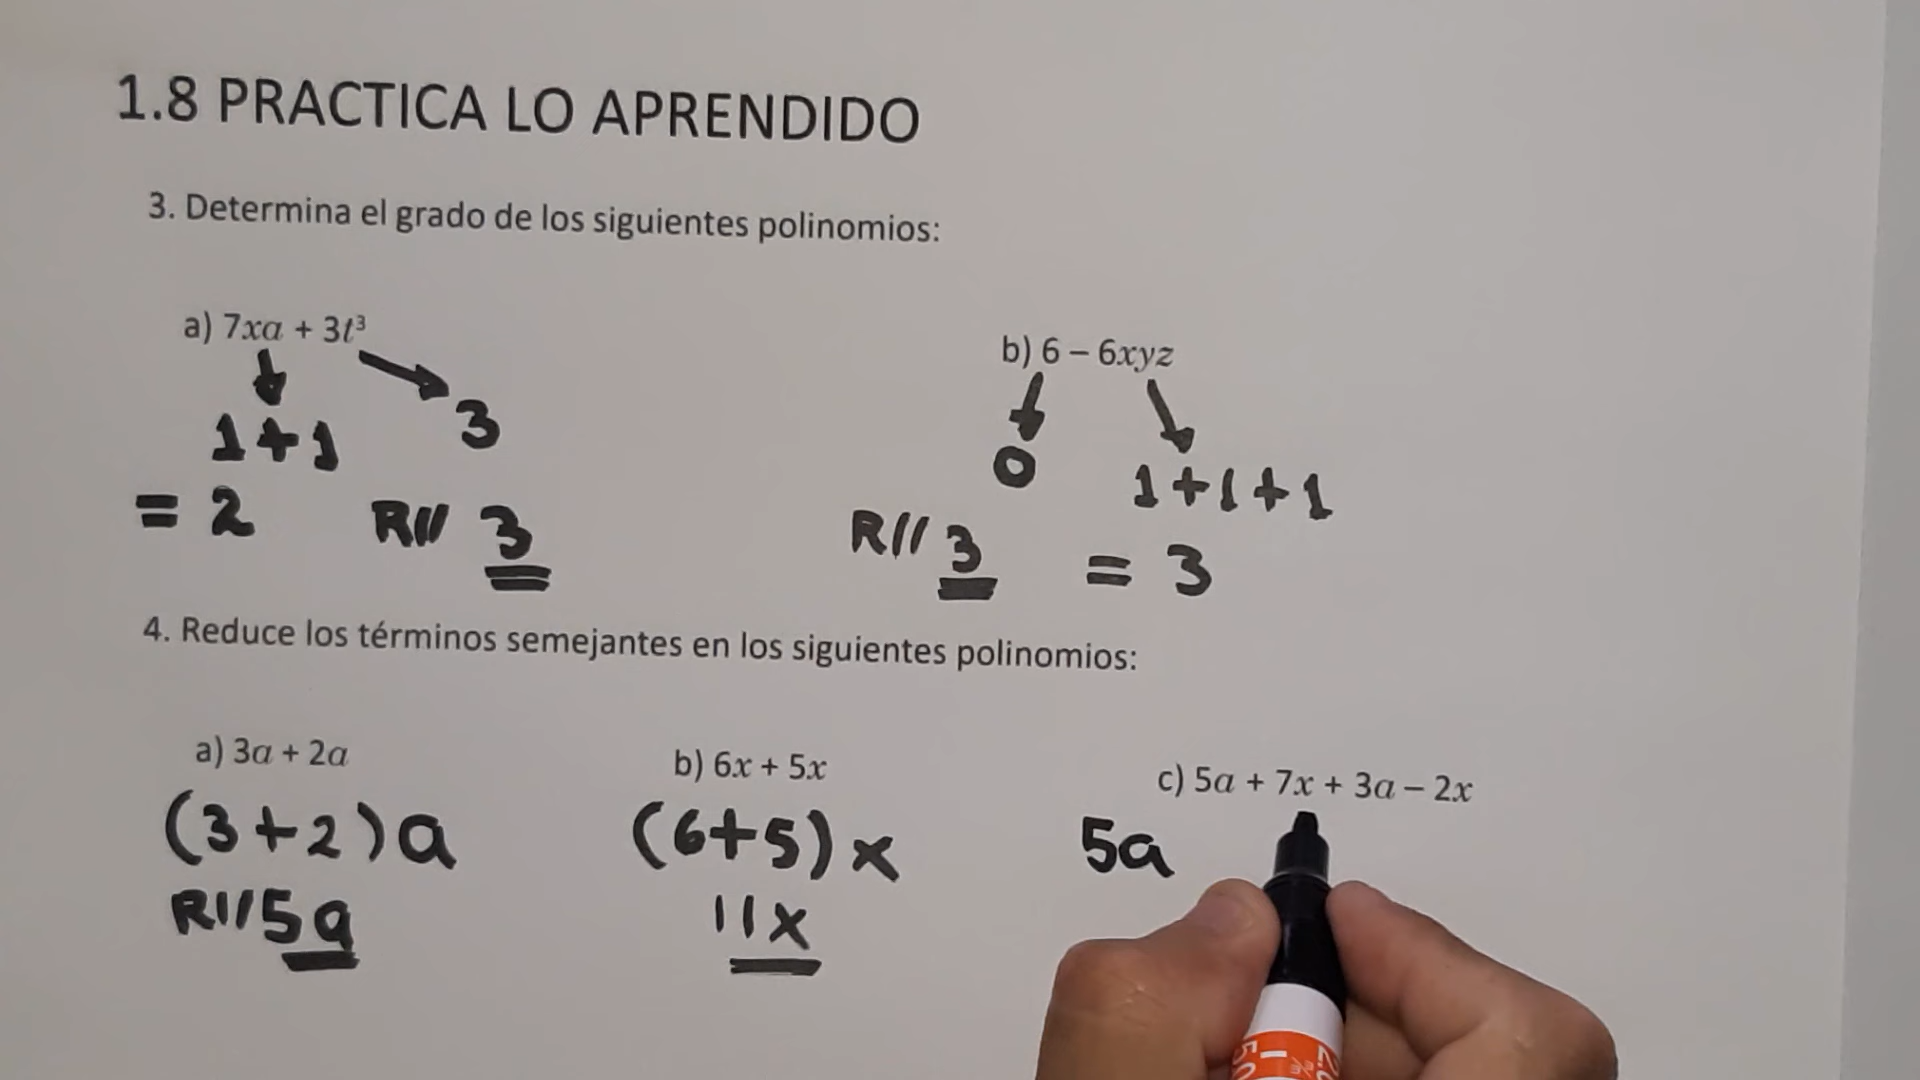 1.8 PRACTICA LO APRENDIDO
3. Determina el grado de los siguientes polinomios:
a) 7xa + 3t³
1+1
3
= 2
R// 3
b) 6 – 6xyz
0
1+1+1
R// 3
= 3
4. Reduce los términos semejantes en los siguientes polinomios:
a) 3a + 2a
(3+2)a
R// 5a
b) 6x + 5x
(6+5)x
11x
c) 5a + 7x + 3a – 2x
5a